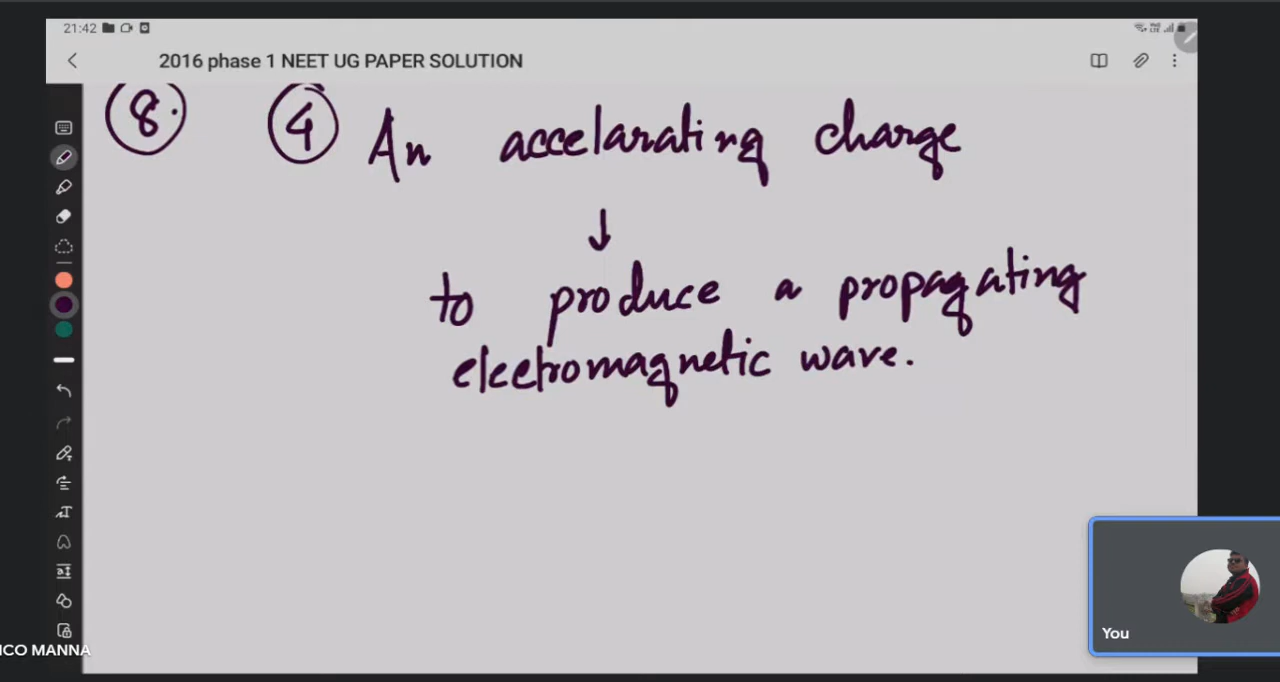 21:42
2016 phase 1 NEET UG PAPER SOLUTION
8. 4 An accelarating charge
↓
to produce a propagating
electromagnetic wave.
You
ICO MANNA